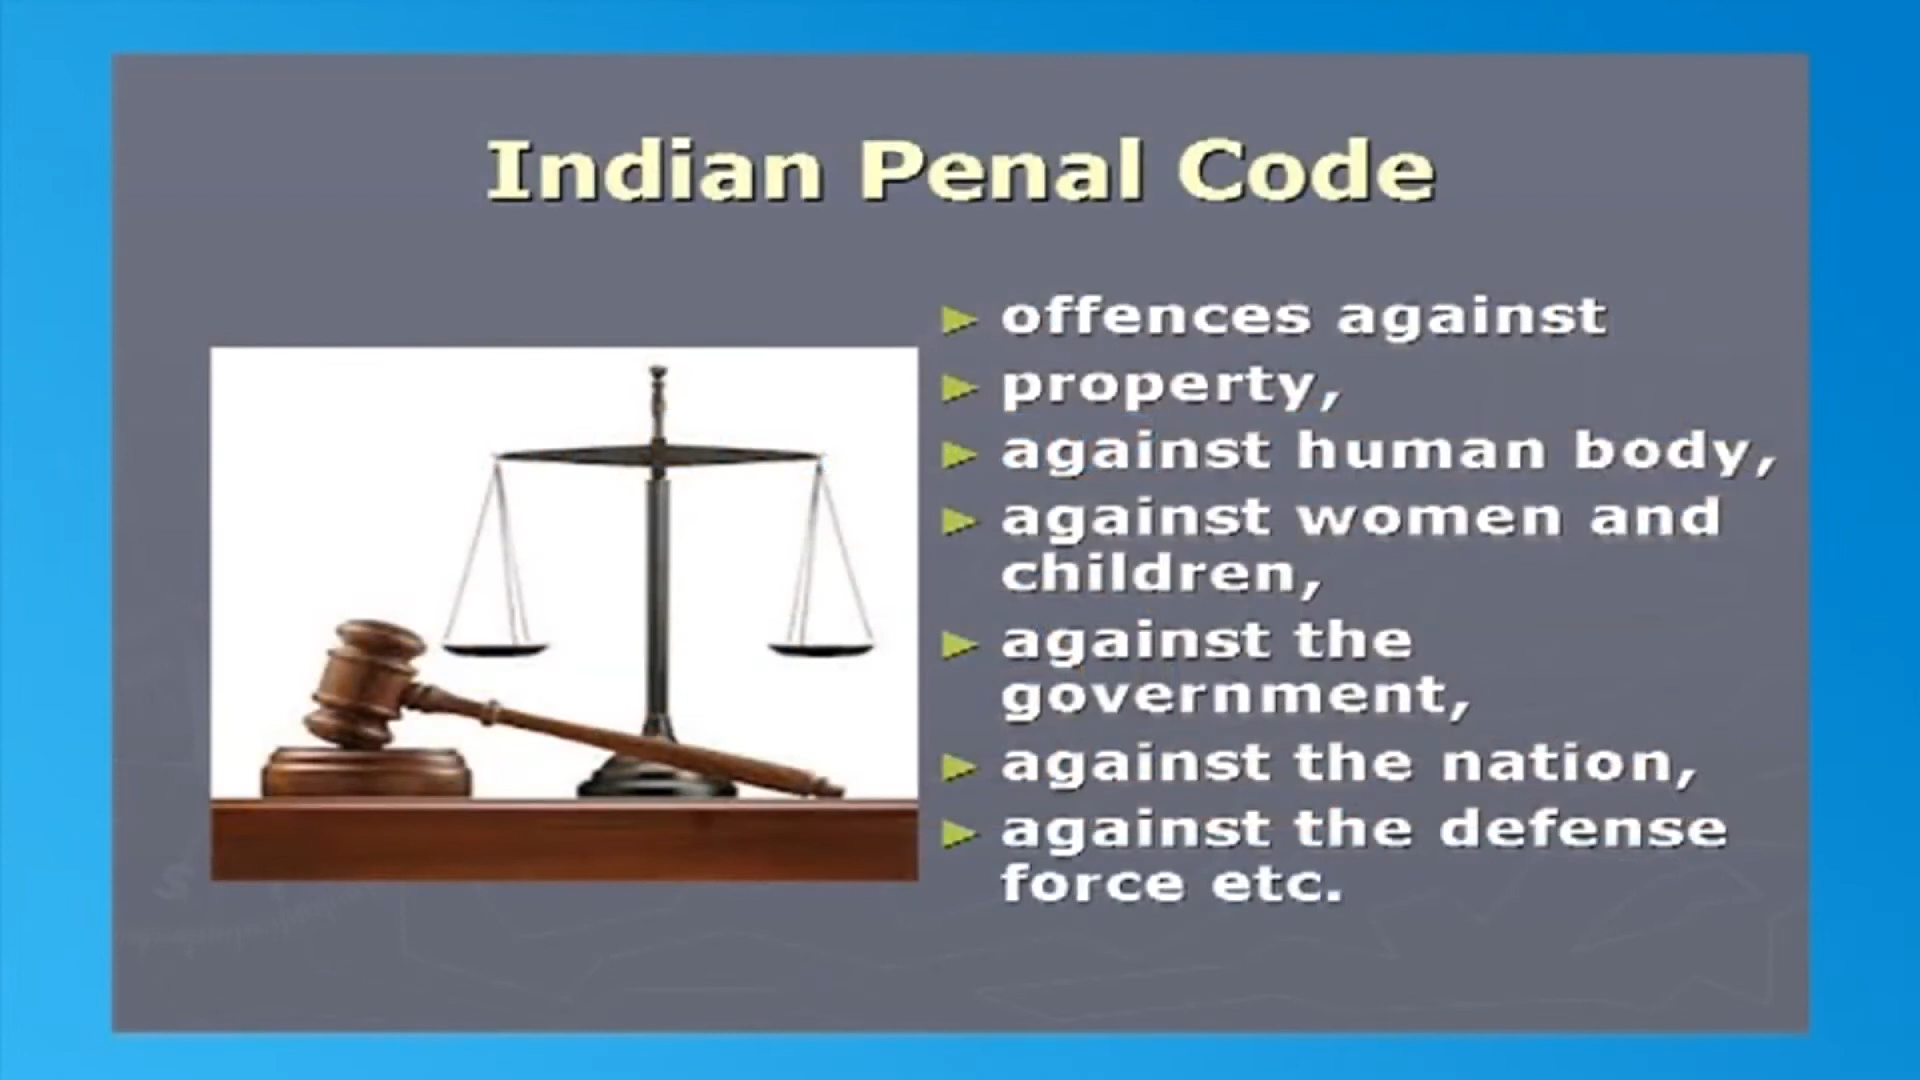 Indian Penal Code
► offences against
► property,
► against human body,
► against women and
children,
► against the
government,
► against the nation,
► against the defense
force etc.